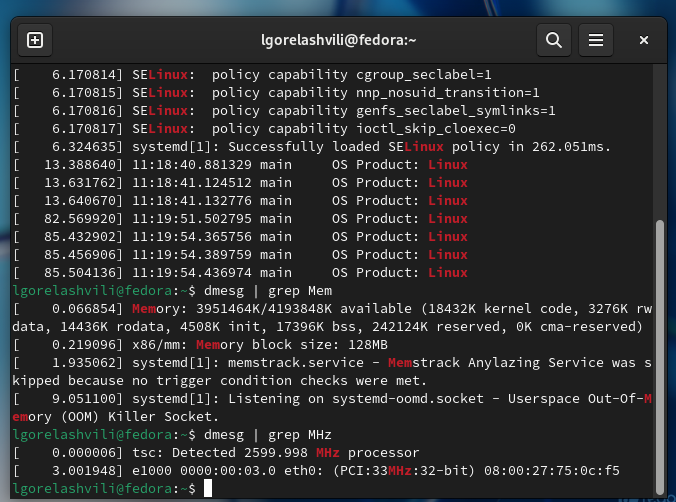 lgorelashvili@fedora:~
[    6.170814] SELinux:  policy capability cgroup_seclabel=1
[    6.170815] SELinux:  policy capability nnp_nosuid_transition=1
[    6.170816] SELinux:  policy capability genfs_seclabel_symlinks=1
[    6.170817] SELinux:  policy capability ioctl_skip_cloexec=0
[    6.324635] systemd[1]: Successfully loaded SELinux policy in 262.051ms.
[   13.388640] 11:18:40.881329 main     OS Product: Linux
[   13.631762] 11:18:41.124512 main     OS Product: Linux
[   13.640670] 11:18:41.132776 main     OS Product: Linux
[   82.569920] 11:19:51.502795 main     OS Product: Linux
[   85.432902] 11:19:54.365756 main     OS Product: Linux
[   85.456906] 11:19:54.389759 main     OS Product: Linux
[   85.504136] 11:19:54.436974 main     OS Product: Linux
lgorelashvili@fedora:~$ dmesg | grep Mem
[    0.066854] Memory: 3951464K/4193848K available (18432K kernel code, 3276K rw
data, 14436K rodata, 4508K init, 17396K bss, 242124K reserved, 0K cma-reserved)
[    0.219096] x86/mm: Memory block size: 128MB
[    1.935062] systemd[1]: memstrack.service - Memstrack Anylazing Service was s
kipped because no trigger condition checks were met.
[    9.051100] systemd[1]: Listening on systemd-oomd.socket - Userspace Out-Of-M
emory (OOM) Killer Socket.
lgorelashvili@fedora:~$ dmesg | grep MHz
[    0.000006] tsc: Detected 2599.998 MHz processor
[    3.001948] e1000 0000:00:03.0 eth0: (PCI:33MHz:32-bit) 08:00:27:75:0c:f5
lgorelashvili@fedora:~$